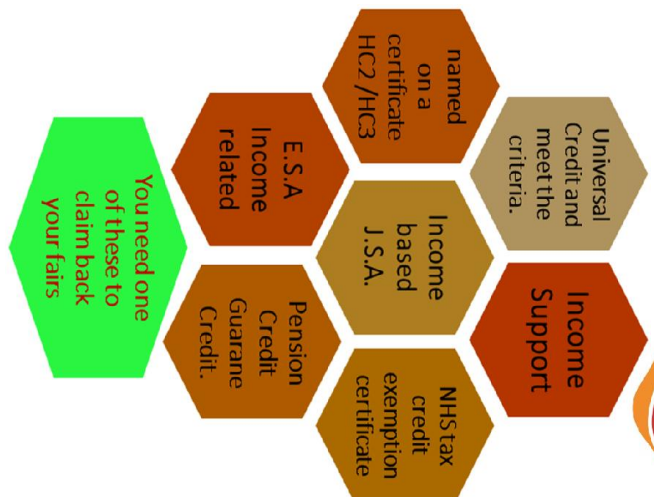 Universal
Credit and
meet the
criteria.
Income
Support
named
on a
certificate
HC2 /HC3
Income
based
J.S.A.
NHS tax
credit
exemption
certificate
E.S.A
Income
related
Pension
Credit
Guarane
Credit.
You need one
of these to
claim back
your fairs